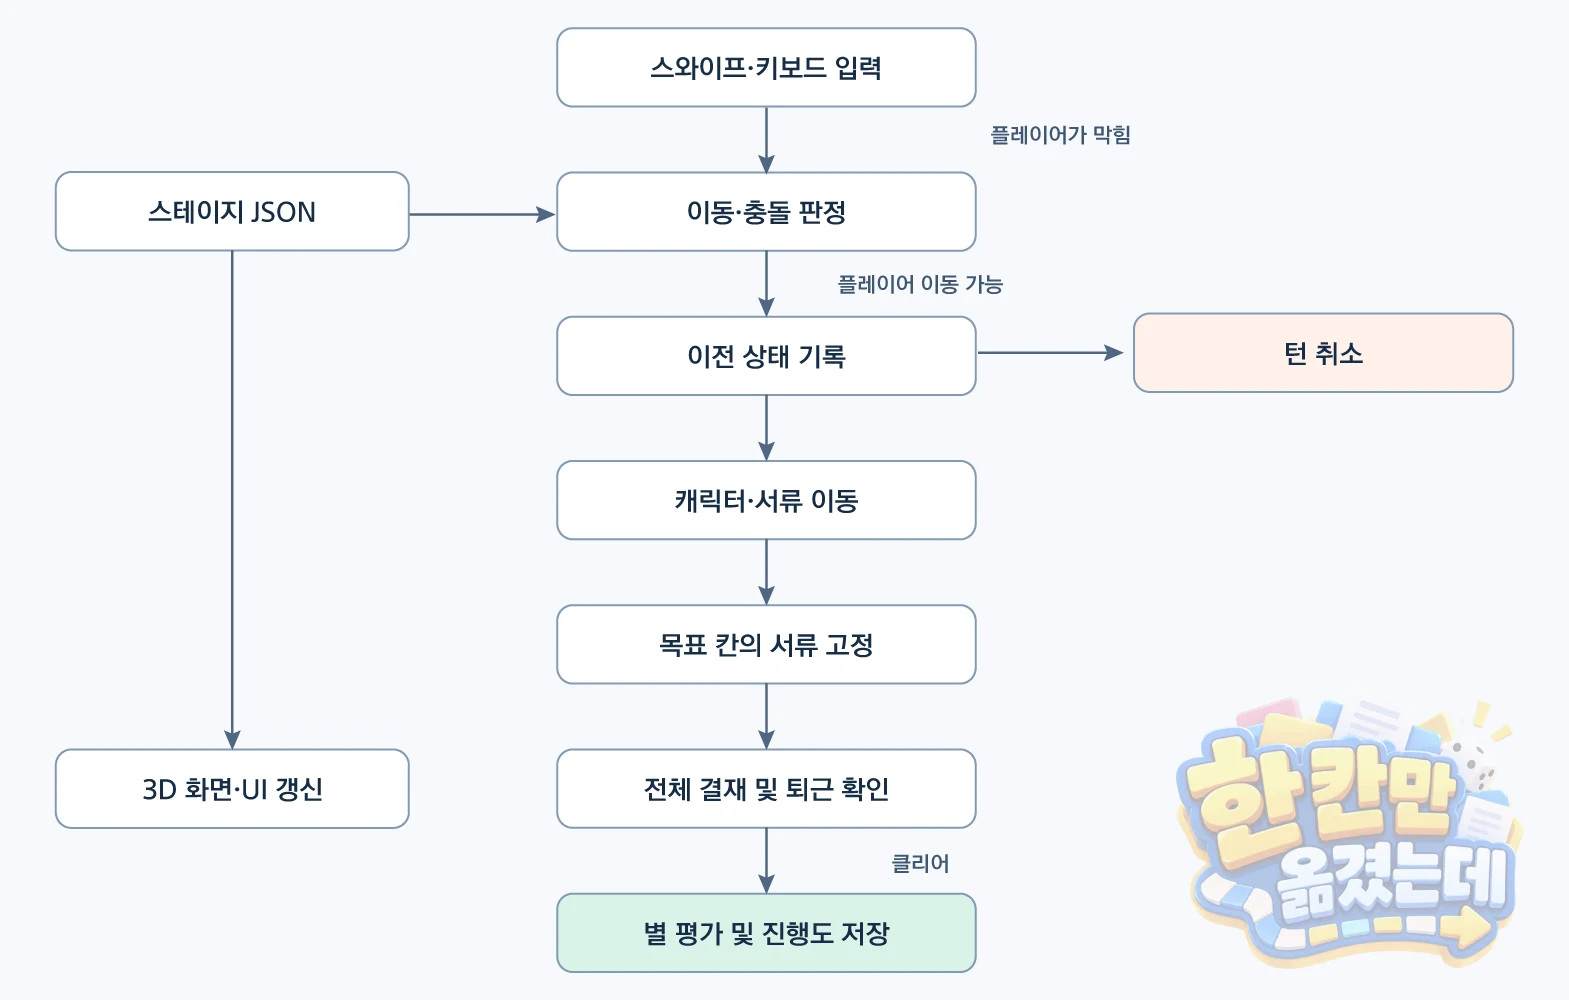 스와이프·키보드 입력
플레이어가 막힘
스테이지 JSON
이동·충돌 판정
플레이어 이동 가능
이전 상태 기록
턴 취소
캐릭터·서류 이동
목표 칸의 서류 고정
3D 화면·UI 갱신
전체 결재 및 퇴근 확인
클리어
별 평가 및 진행도 저장
한 칸만
옮겼는데